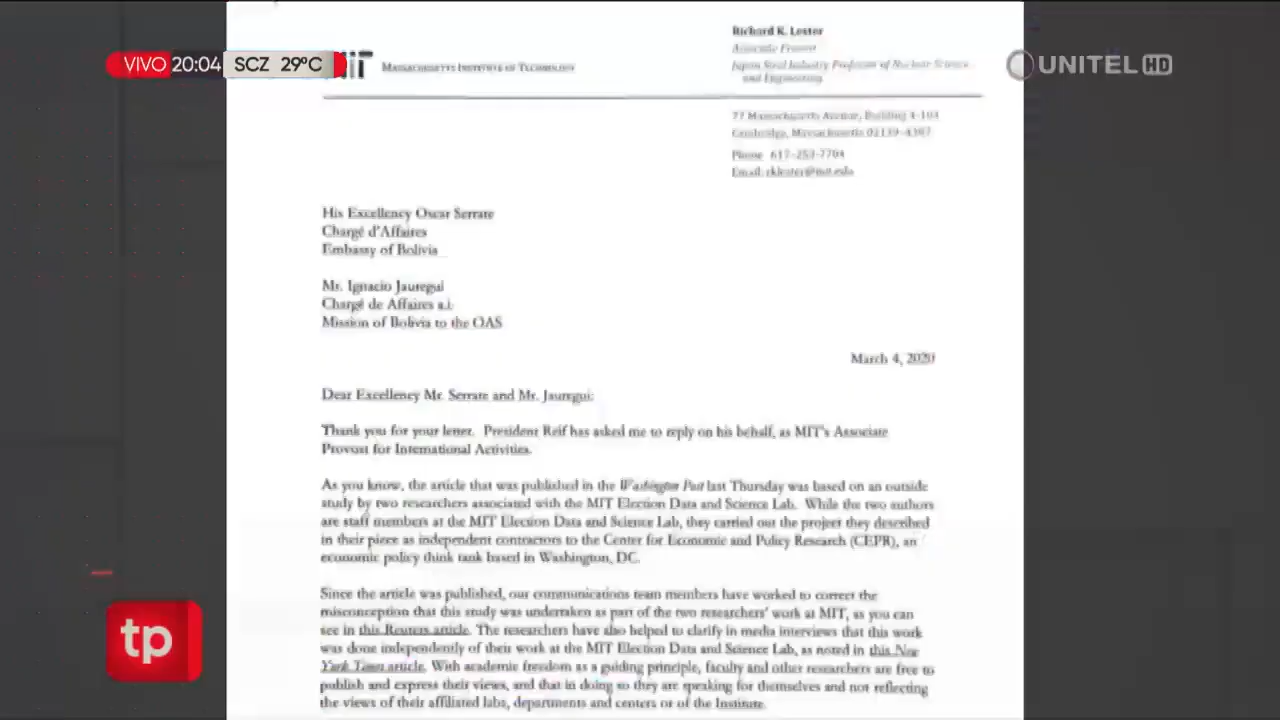 Richard K. Lester
Associate Provost
Japan Steel Industry Professor of Nuclear Science
and Engineering
VIVO 20:04 SCZ 29°C
MIT MASSACHUSETTS INSTITUTE OF TECHNOLOGY
UNITEL HD
77 Massachusetts Avenue, Building 4-104
Cambridge, Massachusetts 02139-4307
Phone 617-253-7704
Email: rklester@mit.edu
His Excellency Oscar Serrate
Chargé d'Affaires
Embassy of Bolivia
Mr. Ignacio Jauregui
Chargé de Affaires a.i.
Mission of Bolivia to the OAS
March 4, 2020
Dear Excellency Mr. Serrate and Mr. Jauregui:
Thank you for your letter. President Reif has asked me to reply on his behalf, as MIT's Associate
Provost for International Activities.
As you know, the article that was published in the Washington Post last Thursday was based on an outside
study by two researchers associated with the MIT Election Data and Science Lab. While the two authors
are staff members at the MIT Election Data and Science Lab, they carried out the project they described
in their piece as independent contractors to the Center for Economic and Policy Research (CEPR), an
economic policy think tank based in Washington, DC.
Since the article was published, our communications team members have worked to correct the
misconception that this study was undertaken as part of the two researchers' work at MIT, as you can
see in this Reuters article. The researchers have also helped to clarify in media interviews that this work
was done independently of their work at the MIT Election Data and Science Lab, as noted in this New
York Times article. With academic freedom as a guiding principle, faculty and other researchers are free to
publish and express their views, and that in doing so they are speaking for themselves and not reflecting
the views of their affiliated labs, departments and centers or of the Institute.
tp